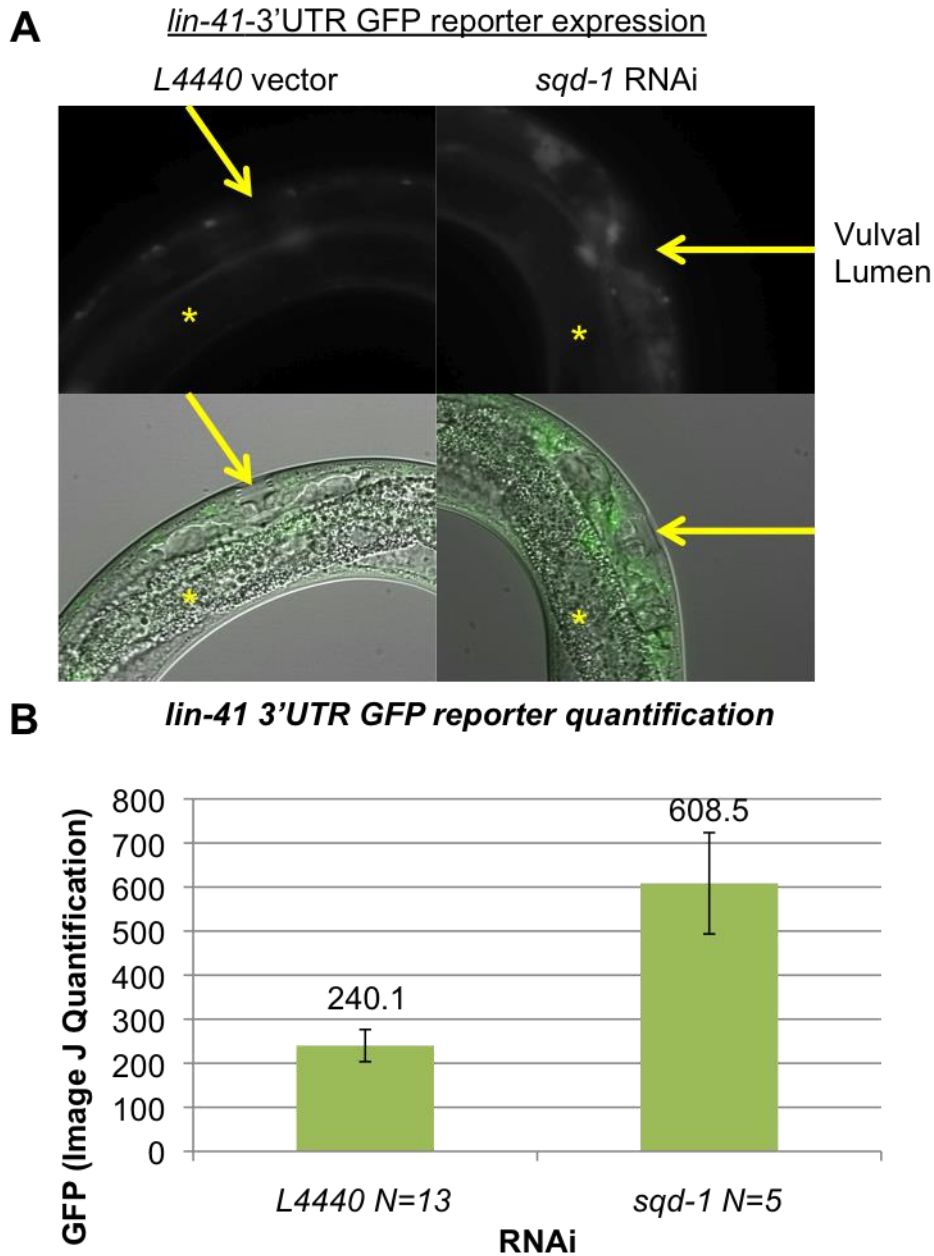 A
lin-41-3’UTR GFP reporter expression
L4440 vector
sqd-1 RNAi
Vulval
Lumen
*
*
*
*
B
lin-41 3’UTR GFP reporter quantification
GFP (Image J Quantification)
800
700
600
500
400
300
200
100
0
240.1
608.5
L4440 N=13
sqd-1 N=5
RNAi